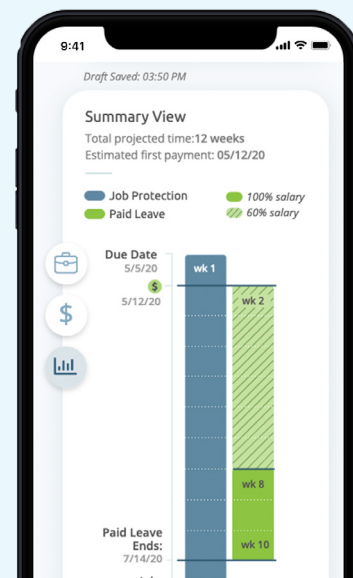 9:41
Draft Saved: 03:50 PM
Summary View
Total projected time:12 weeks
Estimated first payment: 05/12/20
Job Protection
100% salary
Paid Leave
60% salary
Due Date
5/5/20
wk 1
$
5/12/20
wk 2
$
wk 8
Paid Leave
Ends:
wk 10
7/14/20